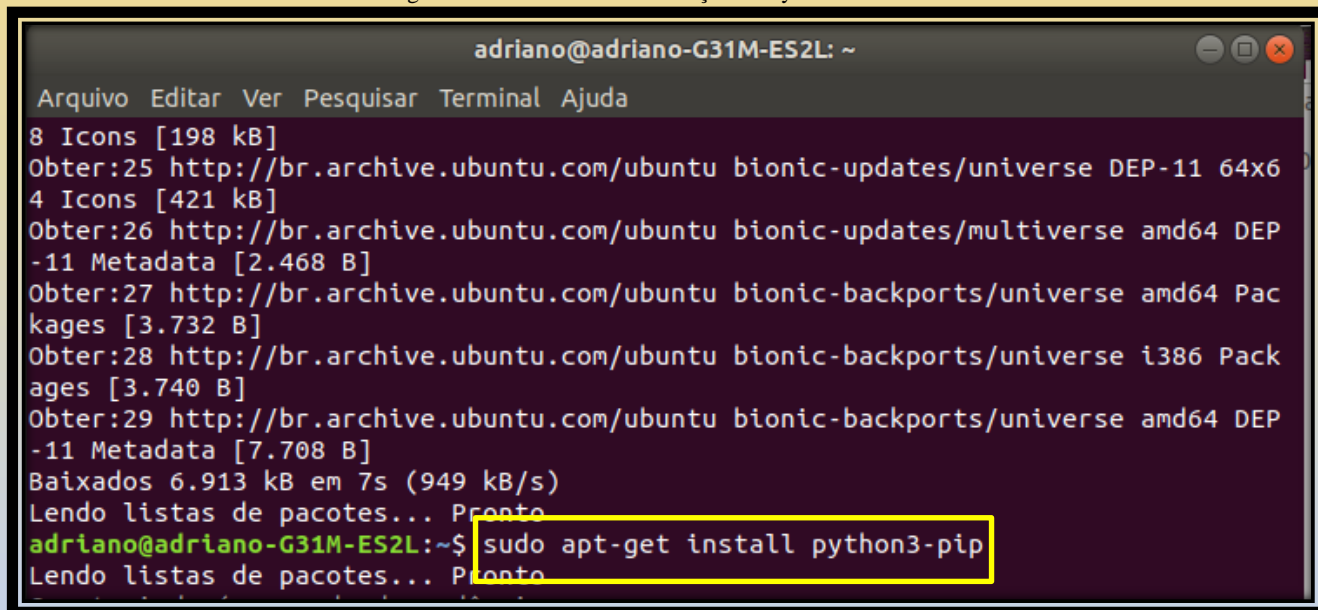 adriano@adriano-G31M-ES2L: ~
Arquivo Editar Ver Pesquisar Terminal Ajuda
8 Icons [198 kB]
Obter:25 http://br.archive.ubuntu.com/ubuntu bionic-updates/universe DEP-11 64x6
4 Icons [421 kB]
Obter:26 http://br.archive.ubuntu.com/ubuntu bionic-updates/multiverse amd64 DEP
-11 Metadata [2.468 B]
Obter:27 http://br.archive.ubuntu.com/ubuntu bionic-backports/universe amd64 Pac
kages [3.732 B]
Obter:28 http://br.archive.ubuntu.com/ubuntu bionic-backports/universe i386 Pack
ages [3.740 B]
Obter:29 http://br.archive.ubuntu.com/ubuntu bionic-backports/universe amd64 DEP
-11 Metadata [7.708 B]
Baixados 6.913 kB em 7s (949 kB/s)
Lendo listas de pacotes... Pronto
adriano@adriano-G31M-ES2L:~$ sudo apt-get install python3-pip
Lendo listas de pacotes... Pronto